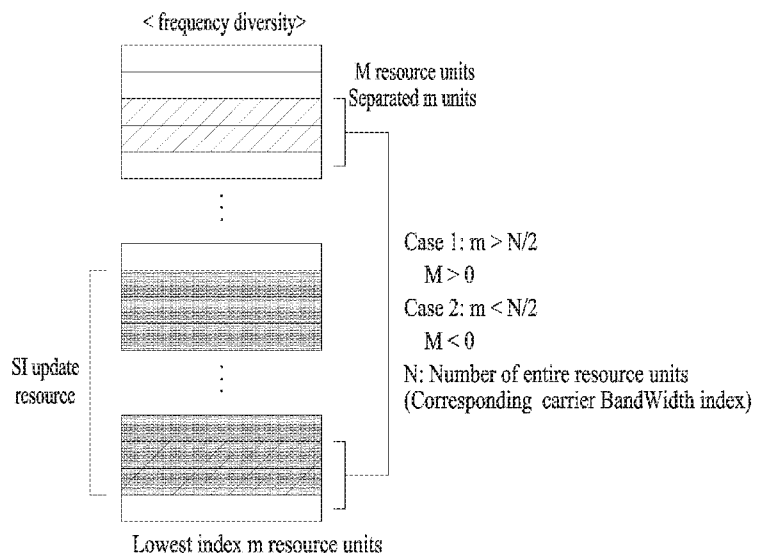 < frequency diversity>
M resource units
Separated m units
Case 1: m > N/2
M > 0
Case 2: m < N/2
M < 0
N: Number of entire resource units
(Corresponding carrier BandWidth index)
SI update
resource
Lowest index m resource units